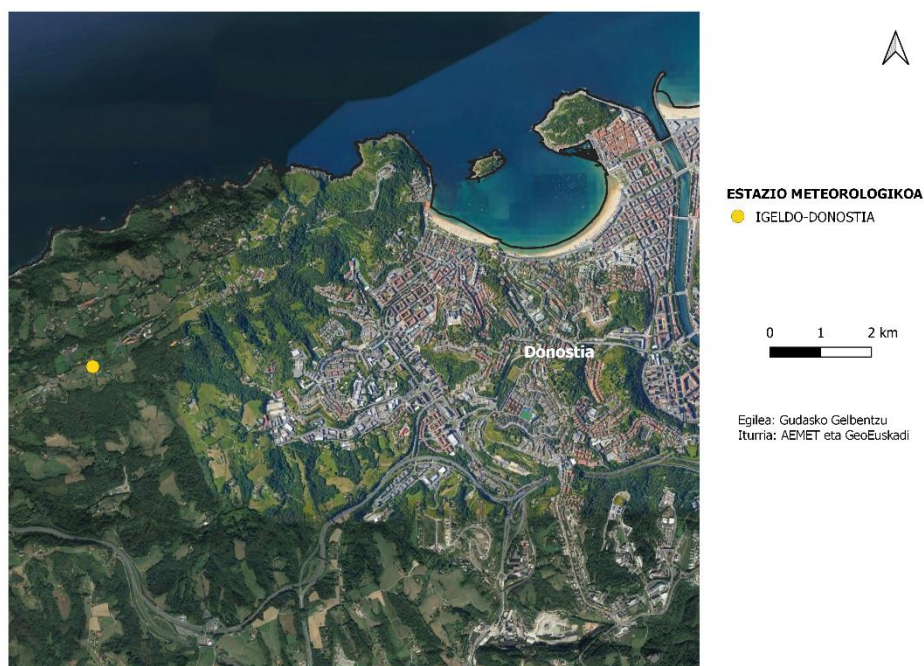 ESTAZIO METEOROLOGIKOA
IGELDO-DONOSTIA
Donostia
0 1 2 km
Egilea: Gudasko Gelbentzu
Iturria: AEMET eta GeoEuskadi